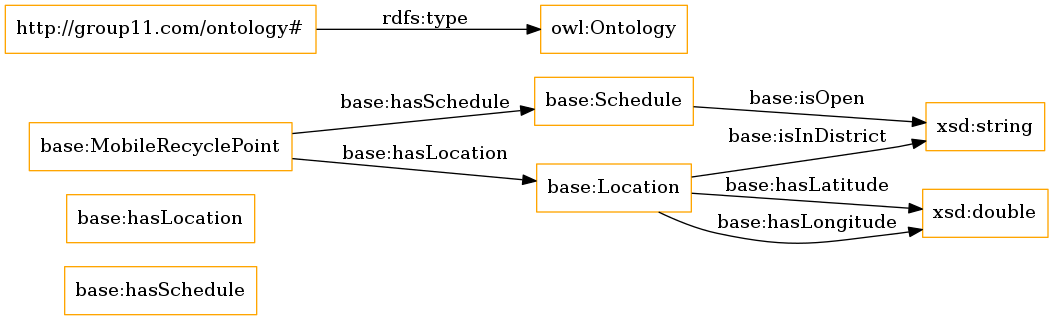 http://group11.com/ontology#
rdfs:type
owl:Ontology
base:MobileRecyclePoint
base:hasSchedule
base:Schedule
base:isOpen
xsd:string
base:hasLocation
base:Location
base:isInDistrict
base:hasLatitude
base:hasLongitude
xsd:double
base:hasLocation
base:hasSchedule